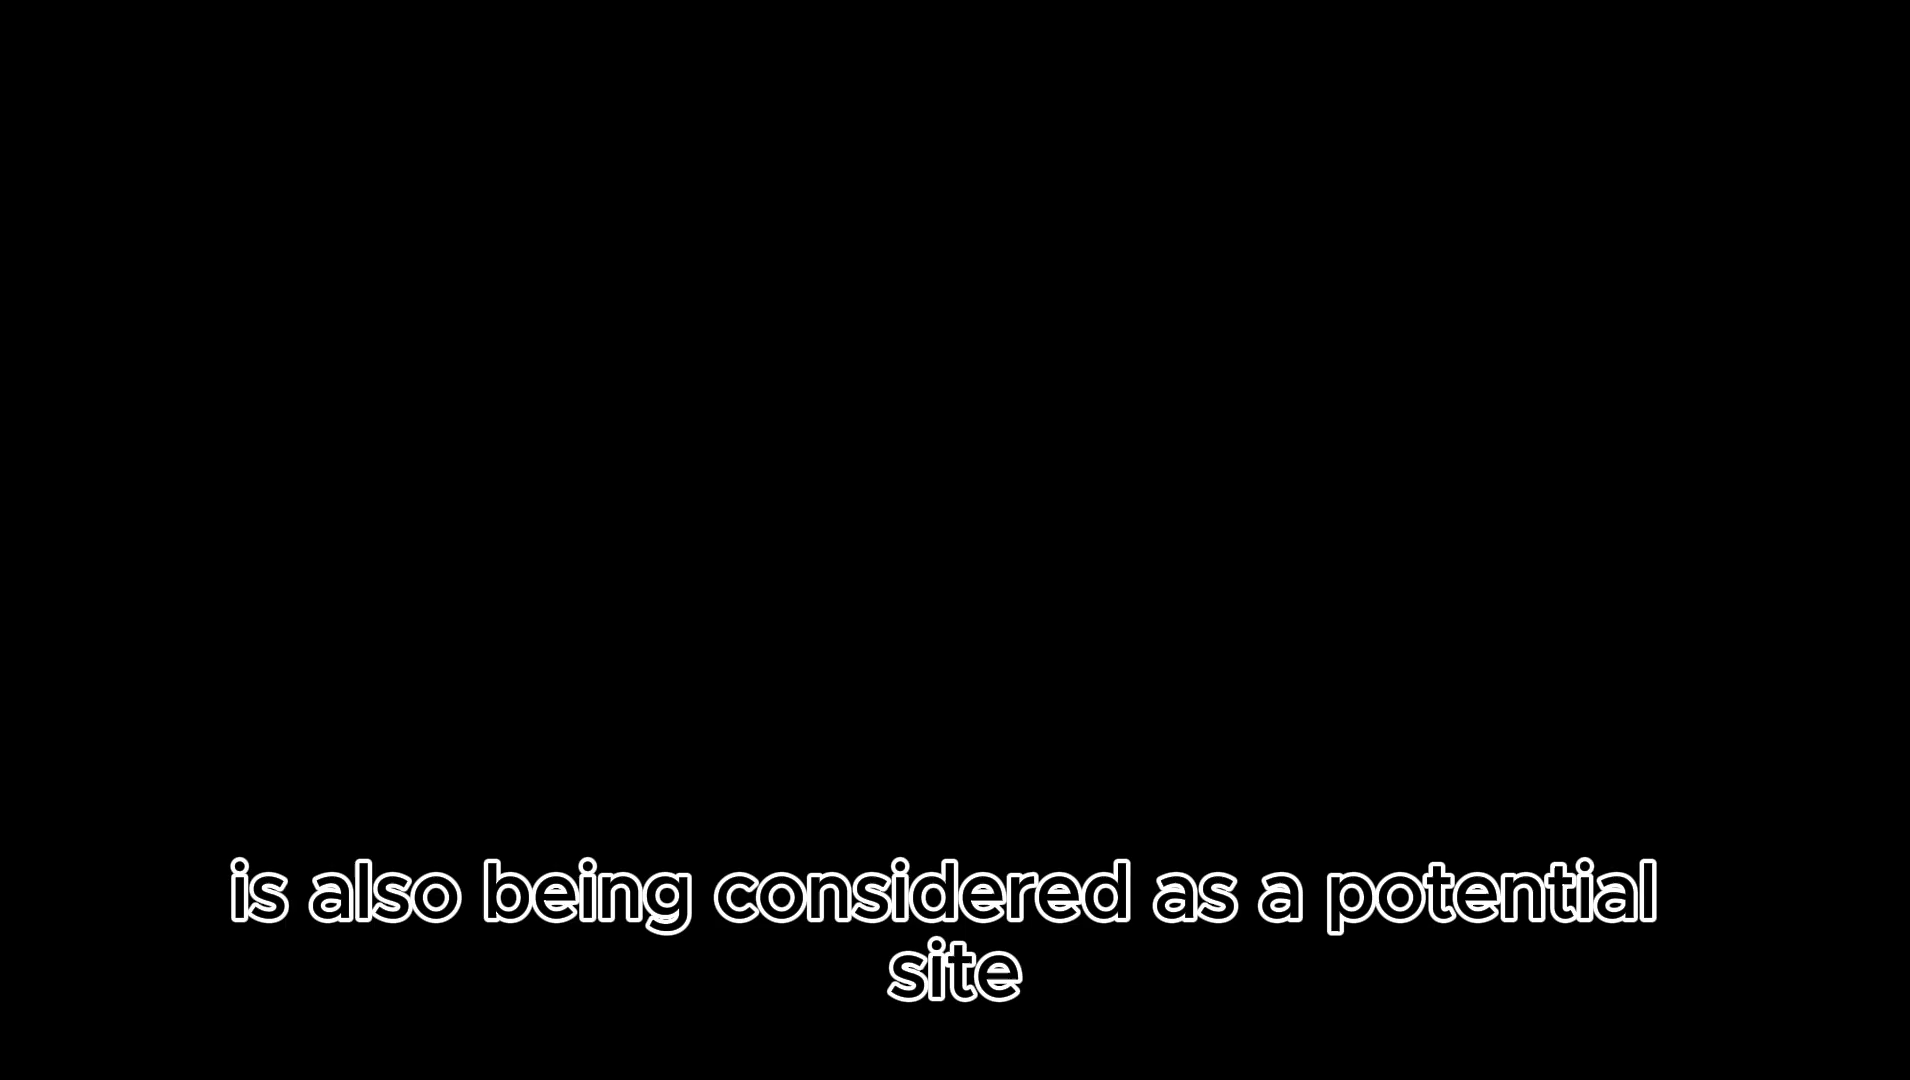 is also being considered as a potential
site